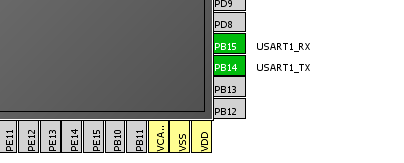 PD9
PD8
PB15 USART1_RX
PB14 USART1_TX
PB13
PB12
PE11 PE12 PE13 PE14 PE15 PB10 PB11 VCA.. VSS VDD